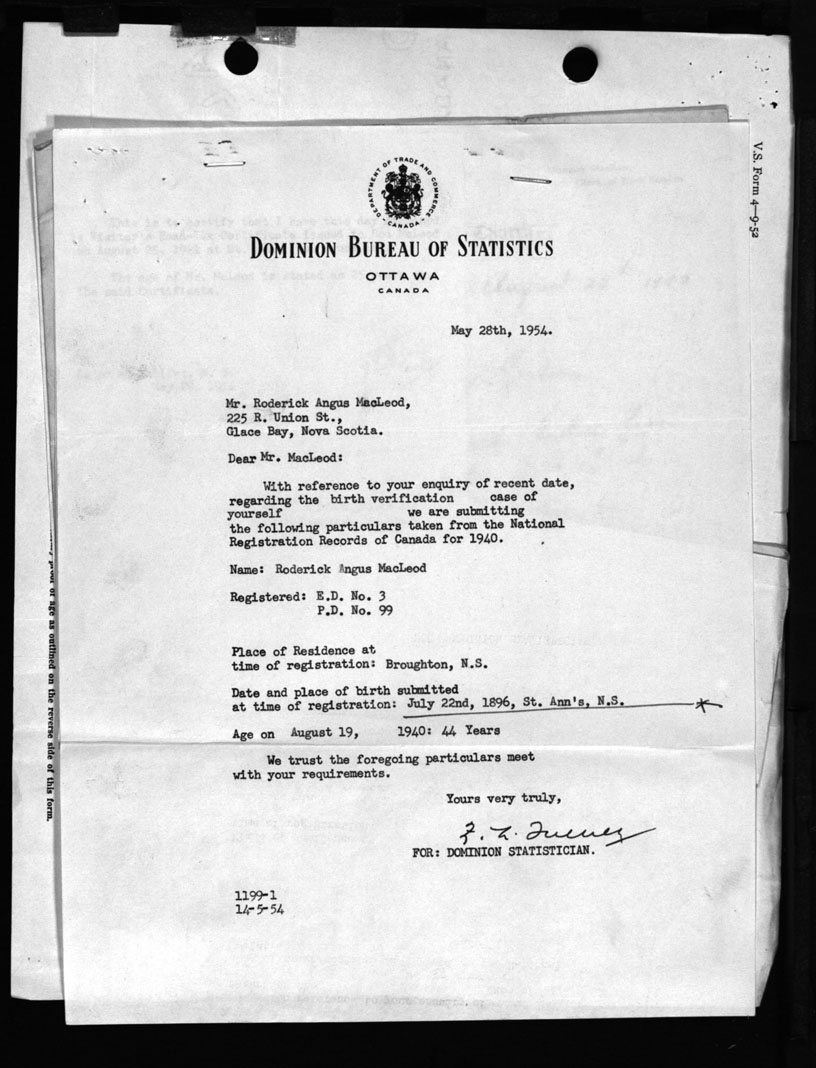 V.S. Form 4—9-52
DEPARTMENT OF TRADE AND COMMERCE
CANADA
DOMINION BUREAU OF STATISTICS
OTTAWA
CANADA
May 28th, 1954.
Mr. Roderick Angus MacLeod,
225 R. Union St.,
Glace Bay, Nova Scotia.
Dear Mr. MacLeod:
With reference to your enquiry of recent date,
regarding the birth verification case of
yourself we are submitting
the following particulars taken from the National
Registration Records of Canada for 1940.
Name: Roderick Angus MacLeod
Registered: E.D. No. 3
P.D. No. 99
Place of Residence at
time of registration: Broughton, N.S.
Date and place of birth submitted
at time of registration: July 22nd, 1896, St. Ann's, N.S.
Age on August 19, 1940: 44 Years
We trust the foregoing particulars meet
with your requirements.
Yours very truly,
FOR: DOMINION STATISTICIAN.
1199-1
14-5-54
of age as outlined on the reverse side of this form.